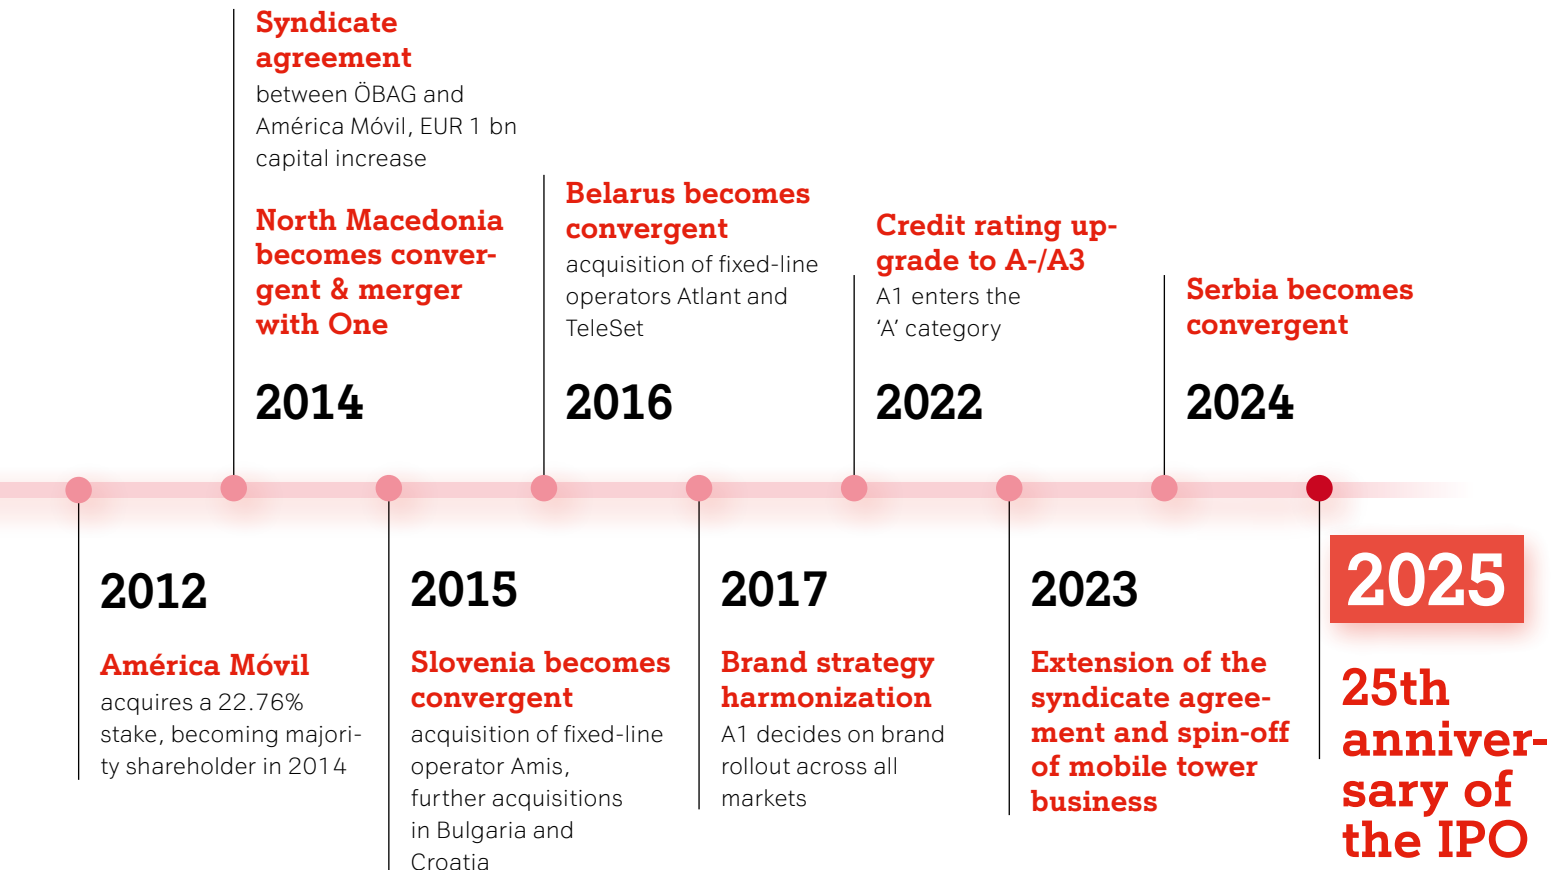 Syndicate
agreement
between ÖBAG and
América Móvil, EUR 1 bn
capital increase
North Macedonia
becomes conver-
gent & merger
with One
2014
Belarus becomes
convergent
acquisition of fixed-line
operators Atlant and
TeleSet
2016
Credit rating up-
grade to A-/A3
A1 enters the
‘A’ category
2022
Serbia becomes
convergent
2024
2012
América Móvil
acquires a 22.76%
stake, becoming majori-
ty shareholder in 2014
2015
Slovenia becomes
convergent
acquisition of fixed-line
operator Amis,
further acquisitions
in Bulgaria and
Croatia
2017
Brand strategy
harmonization
A1 decides on brand
rollout across all
markets
2023
Extension of the
syndicate agree-
ment and spin-off
of mobile tower
business
2025
25th
anniver-
sary of
the IPO